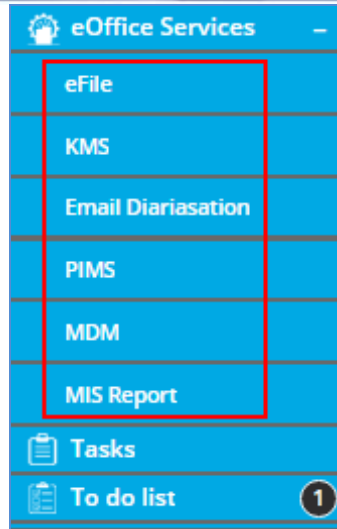 eOffice Services –
eFile
KMS
Email Diariasation
PIMS
MDM
MIS Report
Tasks
To do list 1